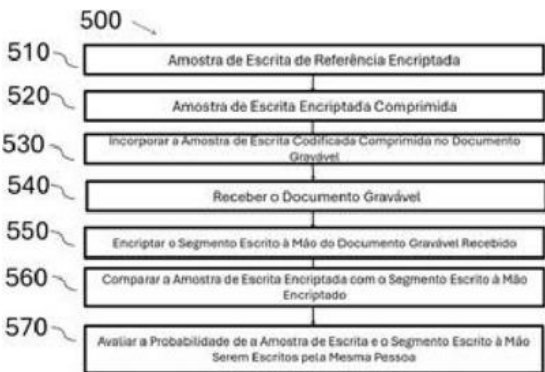 500
510
Amostra de Escrita de Referência Encriptada
520
Amostra de Escrita Encriptada Comprimida
530
Incorporar a Amostra de Escrita Codificada Comprimida no Documento
Gravável
540
Receber o Documento Gravável
550
Encriptar o Segmento Escrito à Mão do Documento Gravável Recebido
560
Comparar a Amostra de Escrita Encriptada com o Segmento Escrito à Mão
Encriptado
570
Avaliar a Probabilidade de a Amostra de Escrita e o Segmento Escrito à Mão
Serem Escritos pela Mesma Pessoa